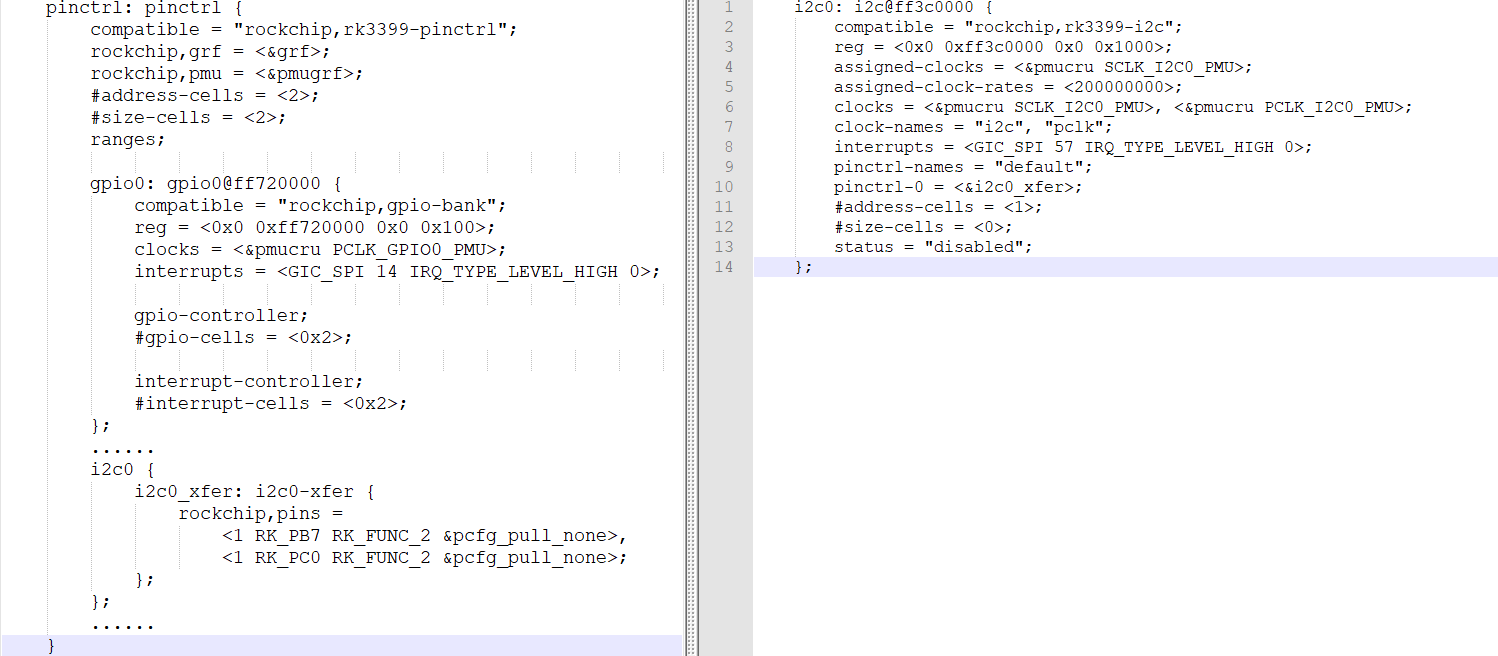 pinctrl: pinctrl {
compatible = "rockchip,rk3399-pinctrl";
rockchip,grf = <&grf>;
rockchip,pmu = <&pmugrf>;
#address-cells = <2>;
#size-cells = <2>;
ranges;
gpio0: gpio0@ff720000 {
compatible = "rockchip,gpio-bank";
reg = <0x0 0xff720000 0x0 0x100>;
clocks = <&pmucru PCLK_GPIO0_PMU>;
interrupts = <GIC_SPI 14 IRQ_TYPE_LEVEL_HIGH 0>;
gpio-controller;
#gpio-cells = <0x2>;
interrupt-controller;
#interrupt-cells = <0x2>;
};
......
i2c0 {
i2c0_xfer: i2c0-xfer {
rockchip,pins =
<1 RK_PB7 RK_FUNC_2 &pcfg_pull_none>,
<1 RK_PC0 RK_FUNC_2 &pcfg_pull_none>;
};
};
......
}
1 i2c0: i2c@ff3c0000 {
2 compatible = "rockchip,rk3399-i2c";
3 reg = <0x0 0xff3c0000 0x0 0x1000>;
4 assigned-clocks = <&pmucru SCLK_I2C0_PMU>;
5 assigned-clock-rates = <200000000>;
6 clocks = <&pmucru SCLK_I2C0_PMU>, <&pmucru PCLK_I2C0_PMU>;
7 clock-names = "i2c", "pclk";
8 interrupts = <GIC_SPI 57 IRQ_TYPE_LEVEL_HIGH 0>;
9 pinctrl-names = "default";
10 pinctrl-0 = <&i2c0_xfer>;
11 #address-cells = <1>;
12 #size-cells = <0>;
13 status = "disabled";
14 };